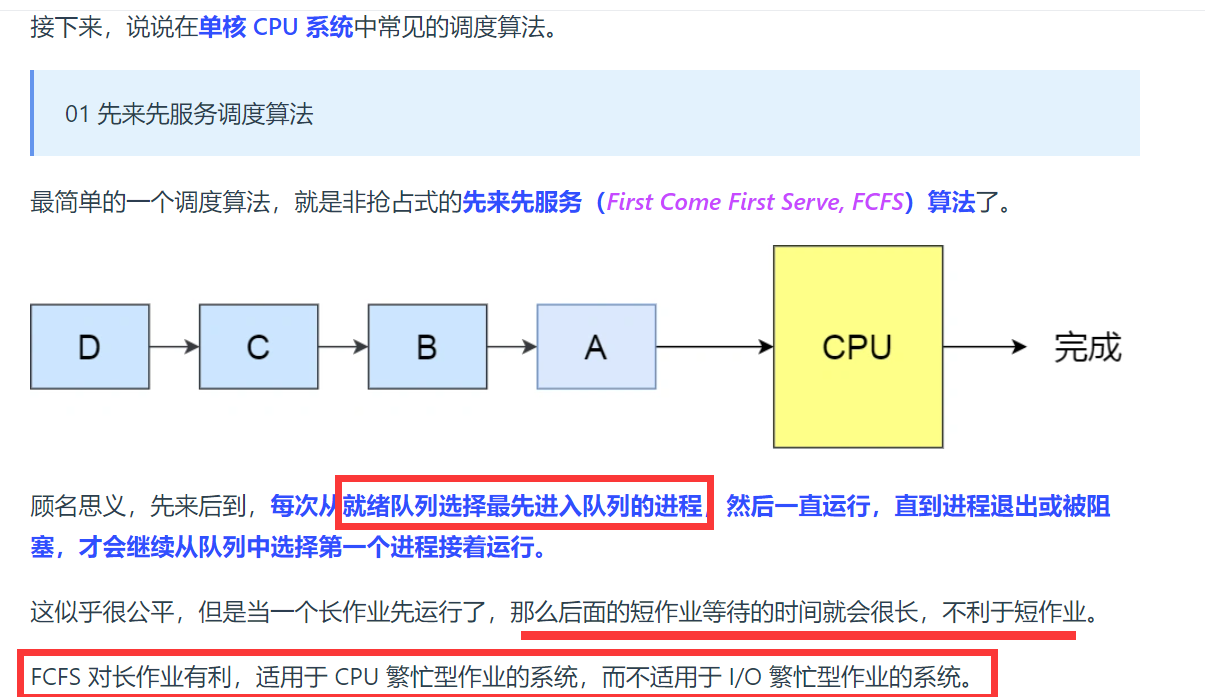 接下来，说说在单核 CPU 系统中常见的调度算法。
01 先来先服务调度算法
最简单的一个调度算法，就是非抢占式的先来先服务（First Come First Serve, FCFS）算法了。
D C B A CPU 完成
顾名思义，先来后到，每次从就绪队列选择最先进入队列的进程，然后一直运行，直到进程退出或被阻
塞，才会继续从队列中选择第一个进程接着运行。
这似乎很公平，但是当一个长作业先运行了，那么后面的短作业等待的时间就会很长，不利于短作业。
FCFS 对长作业有利，适用于 CPU 繁忙型作业的系统，而不适用于 I/O 繁忙型作业的系统。